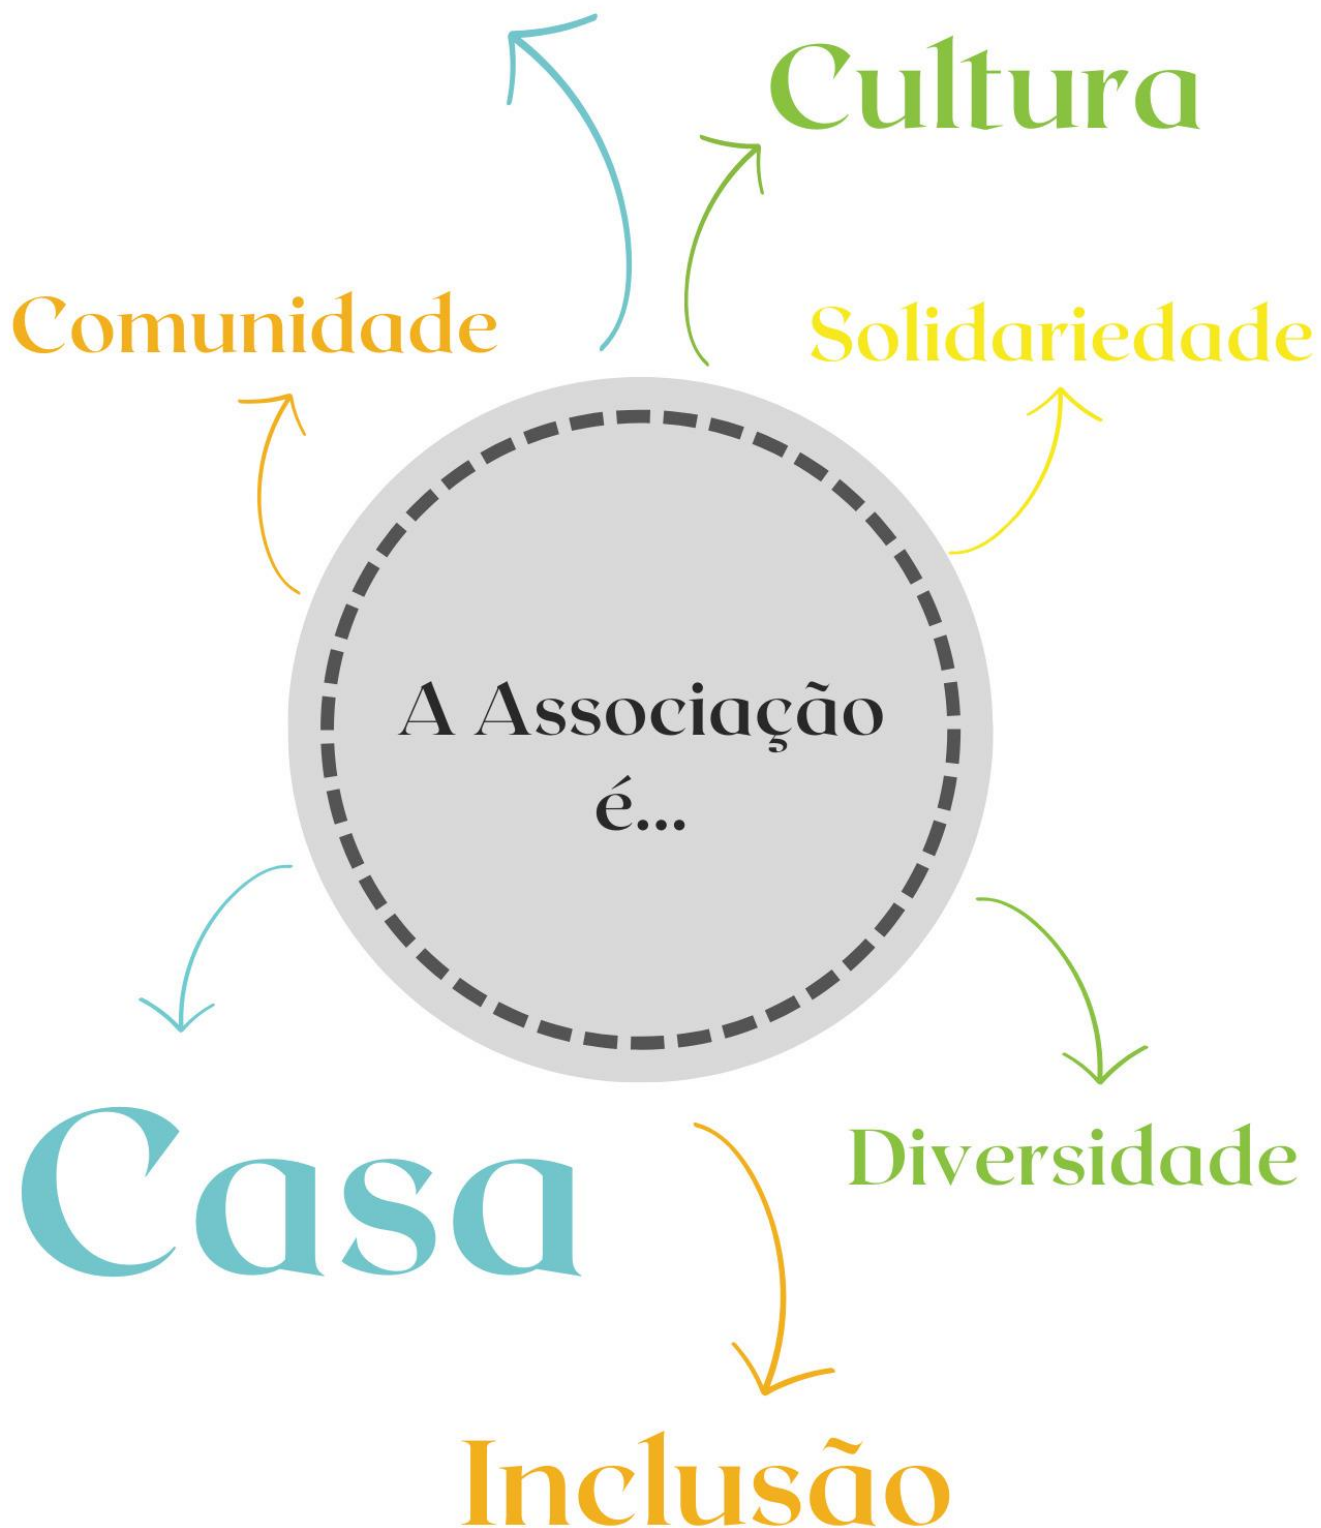 Cultura
Comunidade
Solidariedade
A Associação
é...
Casa
Diversidade
Inclusão